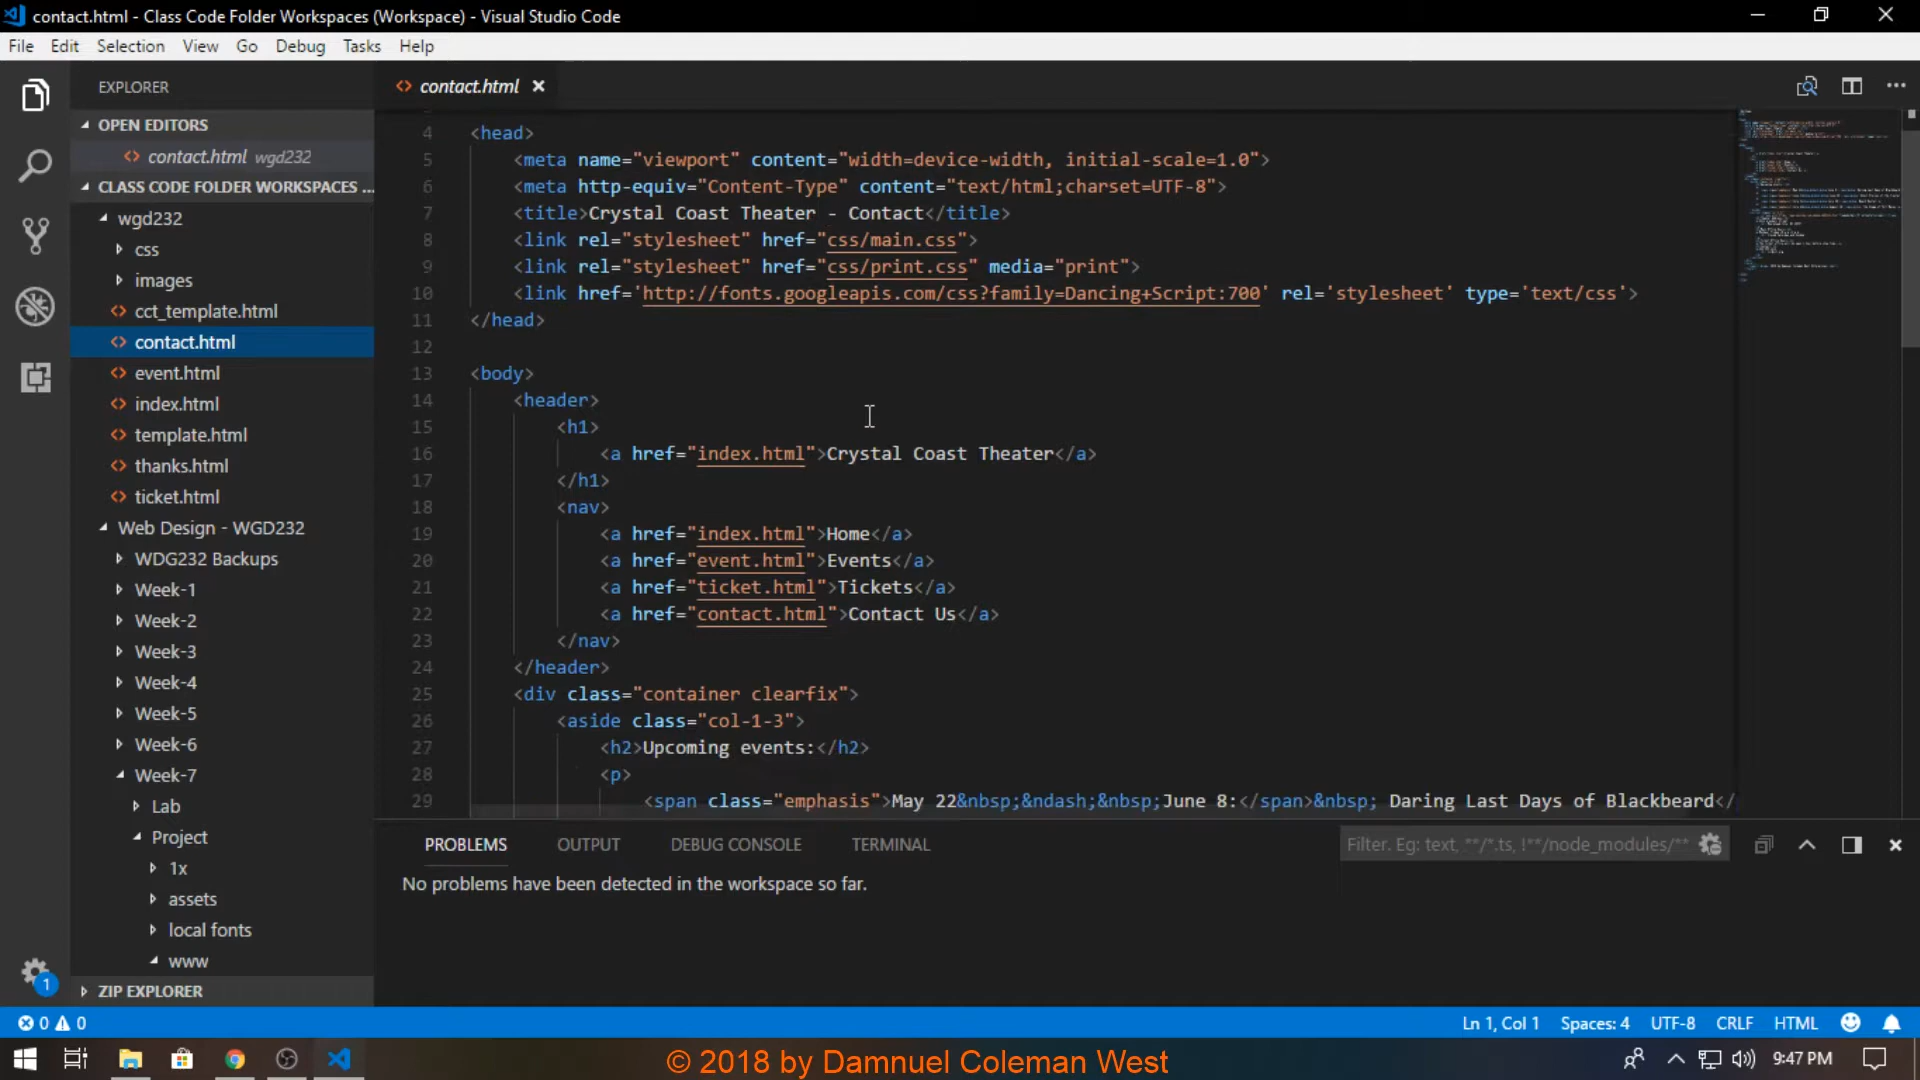 contact.html - Class Code Folder Workspaces (Workspace) - Visual Studio Code
File Edit Selection View Go Debug Tasks Help
EXPLORER
OPEN EDITORS
contact.html wgd232
CLASS CODE FOLDER WORKSPACES ...
wgd232
css
images
cct_template.html
contact.html
event.html
index.html
template.html
thanks.html
ticket.html
Web Design - WGD232
WDG232 Backups
Week-1
Week-2
Week-3
Week-4
Week-5
Week-6
Week-7
Lab
Project
1x
assets
local fonts
www
ZIP EXPLORER
1
contact.html
4 <head>
5 <meta name="viewport" content="width=device-width, initial-scale=1.0">
6 <meta http-equiv="Content-Type" content="text/html;charset=UTF-8">
7 <title>Crystal Coast Theater - Contact</title>
8 <link rel="stylesheet" href="css/main.css">
9 <link rel="stylesheet" href="css/print.css" media="print">
10 <link href='http://fonts.googleapis.com/css?family=Dancing+Script:700' rel='stylesheet' type='text/css'>
11 </head>
12
13 <body>
14 <header>
15 <h1>
16 <a href="index.html">Crystal Coast Theater</a>
17 </h1>
18 <nav>
19 <a href="index.html">Home</a>
20 <a href="event.html">Events</a>
21 <a href="ticket.html">Tickets</a>
22 <a href="contact.html">Contact Us</a>
23 </nav>
24 </header>
25 <div class="container clearfix">
26 <aside class="col-1-3">
27 <h2>Upcoming events:</h2>
28 <p>
29 <span class="emphasis">May 22&nbsp;&ndash;&nbsp;June 8:</span>&nbsp; Daring Last Days of Blackbeard</
PROBLEMS OUTPUT DEBUG CONSOLE TERMINAL
Filter. Eg: text, **/*.ts, !**/node_modules/**
No problems have been detected in the workspace so far.
0 0
Ln 1, Col 1 Spaces: 4 UTF-8 CRLF HTML
© 2018 by Damnuel Coleman West
9:47 PM